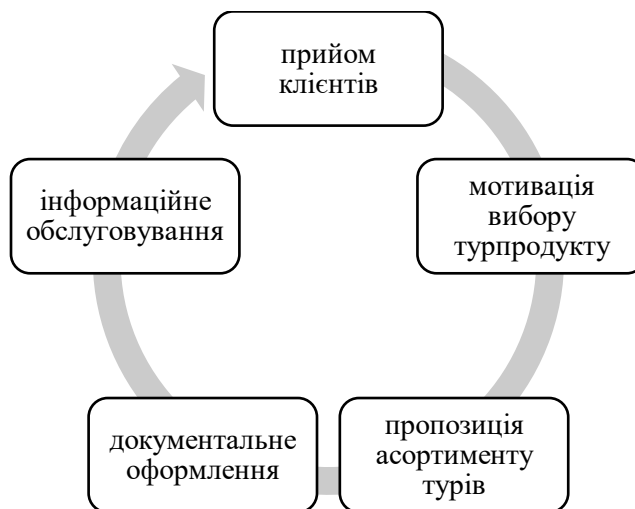 прийом
клієнтів
мотивація
вибору
турпродукту
пропозиція
асортименту
турів
документальне
оформлення
інформаційне
обслуговування